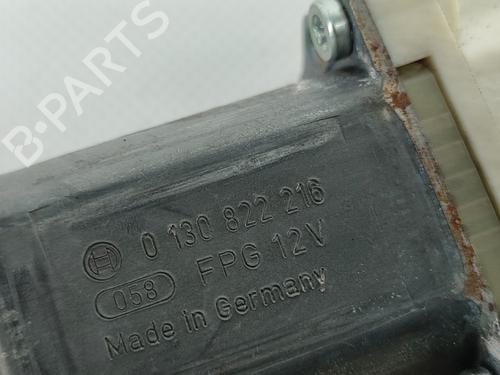 B-PARTS
0 130 822 216
058 FPG 12V
Made in Germany